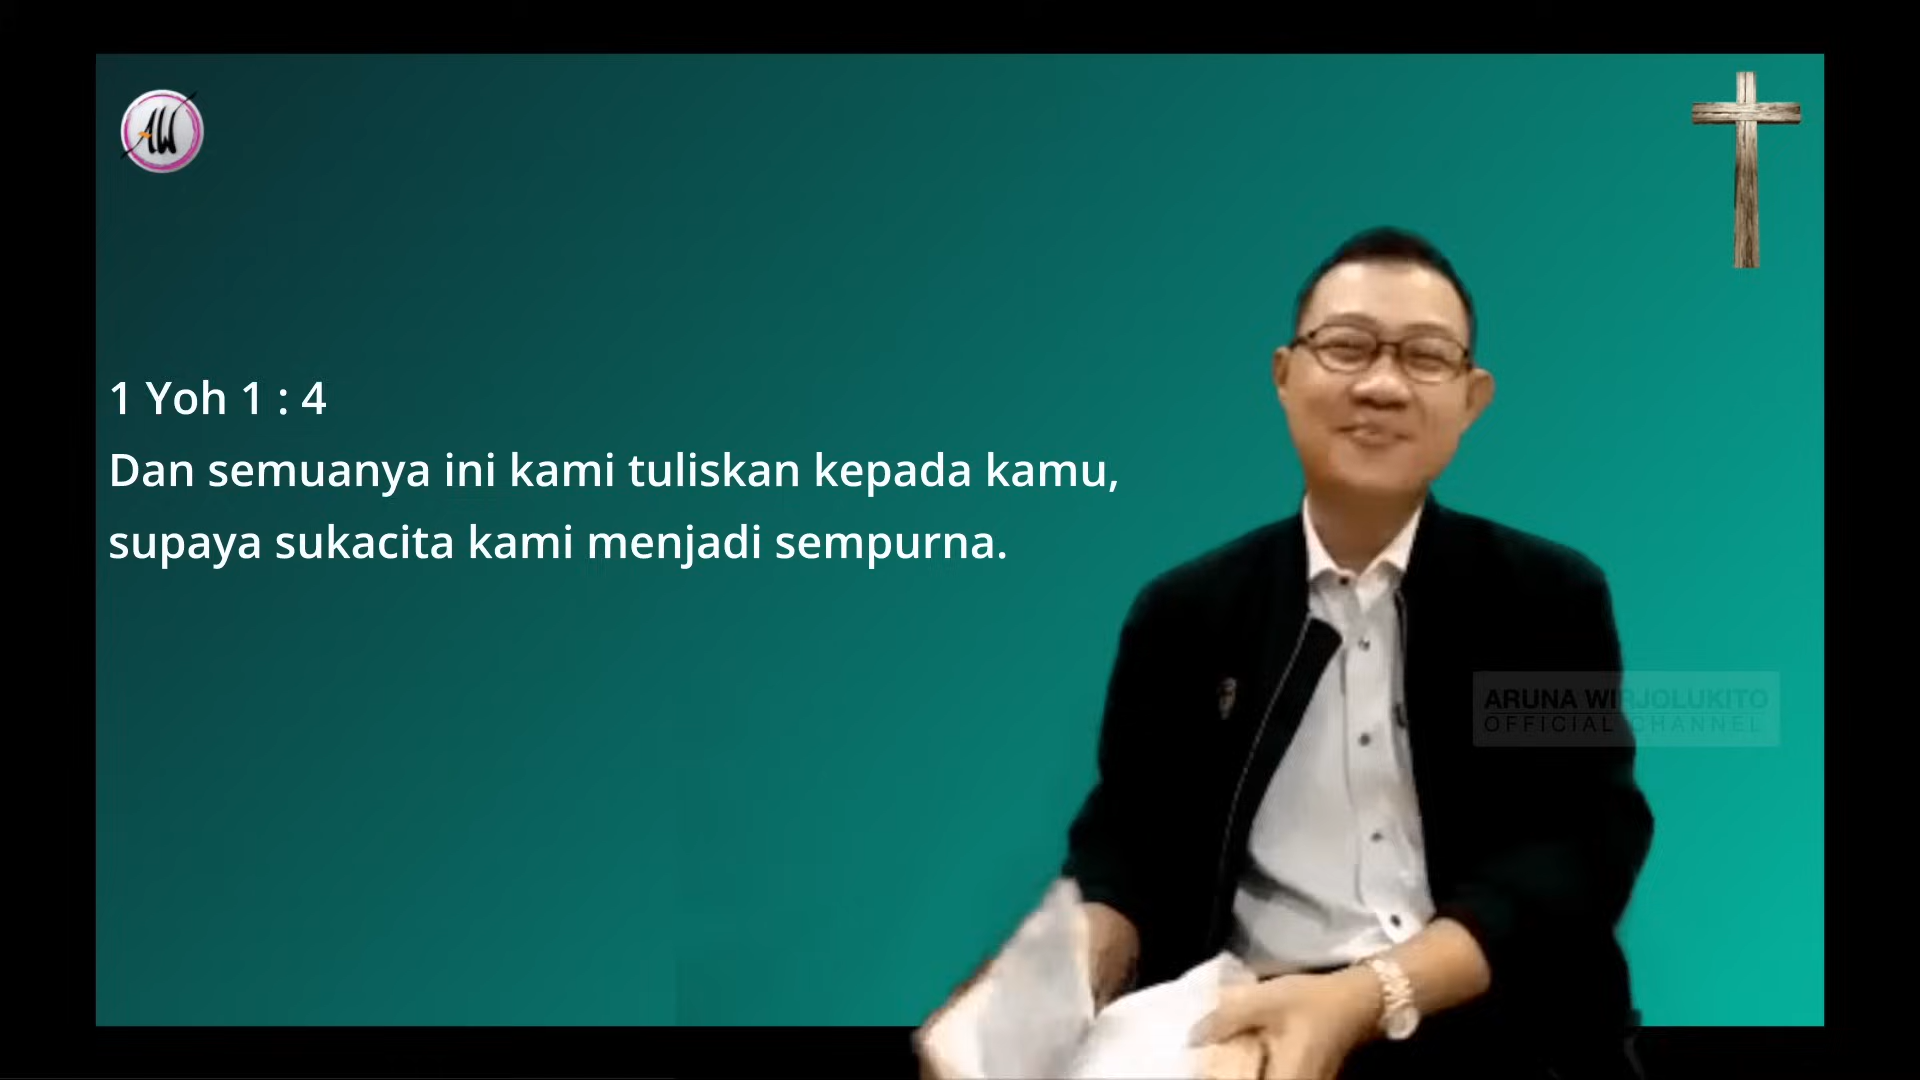 AW
1 Yoh 1 : 4
Dan semuanya ini kami tuliskan kepada kamu,
supaya sukacita kami menjadi sempurna.
ARUNA WIRJOLUKITO
OFFICIAL CHANNEL